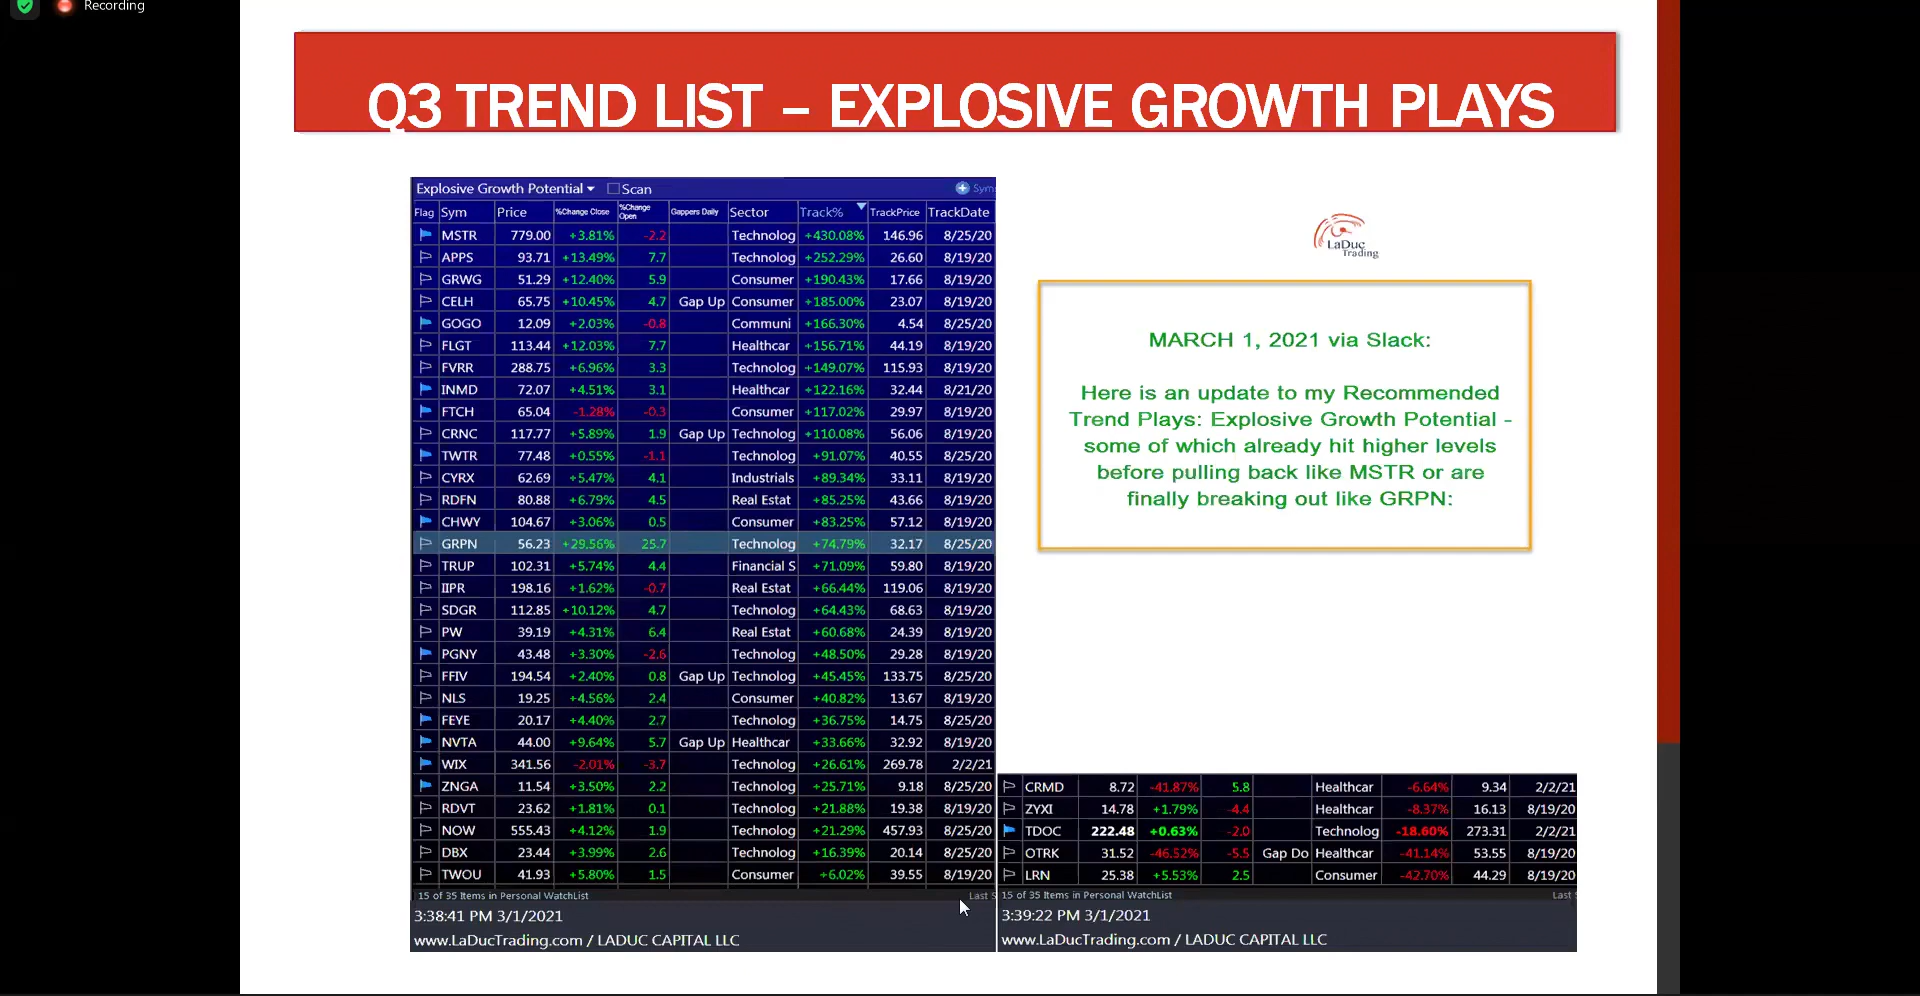 Recording
Q3 TREND LIST – EXPLOSIVE GROWTH PLAYS
Explosive Growth Potential Scan Sym
Flag Sym Price %Change Close %Change Open Gappers Daily Sector Track% TrackPrice TrackDate
MSTR 779.00 +3.81% -2.2 Technolog +430.08% 146.96 8/25/20
APPS 93.71 +13.49% 7.7 Technolog +252.29% 26.60 8/19/20
GRWG 51.29 +12.40% 5.9 Consumer +190.43% 17.66 8/19/20
CELH 65.75 +10.45% 4.7 Gap Up Consumer +185.00% 23.07 8/19/20
GOGO 12.09 +2.03% -0.8 Communi +166.30% 4.54 8/25/20
FLGT 113.44 +12.03% 7.7 Healthcar +156.71% 44.19 8/19/20
FVRR 288.75 +6.96% 3.3 Technolog +149.07% 115.93 8/19/20
INMD 72.07 +4.51% 3.1 Healthcar +122.16% 32.44 8/21/20
FTCH 65.04 -1.28% -0.3 Consumer +117.02% 29.97 8/19/20
CRNC 117.77 +5.89% 1.9 Gap Up Technolog +110.08% 56.06 8/19/20
TWTR 77.48 +0.55% -1.1 Technolog +91.07% 40.55 8/25/20
CYRX 62.69 +5.47% 4.1 Industrials +89.34% 33.11 8/19/20
RDFN 80.88 +6.79% 4.5 Real Estat +85.25% 43.66 8/19/20
CHWY 104.67 +3.06% 0.5 Consumer +83.25% 57.12 8/19/20
GRPN 56.23 +29.56% 25.7 Technolog +74.79% 32.17 8/25/20
TRUP 102.31 +5.74% 4.4 Financial S +71.09% 59.80 8/19/20
IIPR 198.16 +1.62% -0.7 Real Estat +66.44% 119.06 8/19/20
SDGR 112.85 +10.12% 4.7 Technolog +64.43% 68.63 8/19/20
PW 39.19 +4.31% 6.4 Real Estat +60.68% 24.39 8/19/20
PGNY 43.48 +3.30% -2.6 Technolog +48.50% 29.28 8/19/20
FFIV 194.54 +2.40% 0.8 Gap Up Technolog +45.45% 133.75 8/25/20
NLS 19.25 +4.56% 2.4 Consumer +40.82% 13.67 8/19/20
FEYE 20.17 +4.40% 2.7 Technolog +36.75% 14.75 8/25/20
NVTA 44.00 +9.64% 5.7 Gap Up Healthcar +33.66% 32.92 8/19/20
WIX 341.56 -2.01% -3.7 Technolog +26.61% 269.78 2/2/21
ZNGA 11.54 +3.50% 2.2 Technolog +25.71% 9.18 8/25/20
RDVT 23.62 +1.81% 0.1 Technolog +21.88% 19.38 8/19/20
NOW 555.43 +4.12% 1.9 Technolog +21.29% 457.93 8/25/20
DBX 23.44 +3.99% 2.6 Technolog +16.39% 20.14 8/25/20
TWOU 41.93 +5.80% 1.5 Consumer +6.02% 39.55 8/19/20
15 of 35 Items in Personal WatchList Last S
3:38:41 PM 3/1/2021
www.LaDucTrading.com / LADUC CAPITAL LLC
LaDuc
Trading
MARCH 1, 2021 via Slack:
Here is an update to my Recommended
Trend Plays: Explosive Growth Potential -
some of which already hit higher levels
before pulling back like MSTR or are
finally breaking out like GRPN:
CRMD 8.72 -41.87% 5.8 Healthcar -6.64% 9.34 2/2/21
ZYXI 14.78 +1.79% -4.4 Healthcar -8.37% 16.13 8/19/20
TDOC 222.48 +0.63% -2.0 Technolog -18.60% 273.31 2/2/21
OTRK 31.52 -46.52% -5.5 Gap Do Healthcar -41.14% 53.55 8/19/20
LRN 25.38 +5.53% 2.5 Consumer -42.70% 44.29 8/19/20
15 of 35 Items in Personal WatchList Last
3:39:22 PM 3/1/2021
www.LaDucTrading.com / LADUC CAPITAL LLC